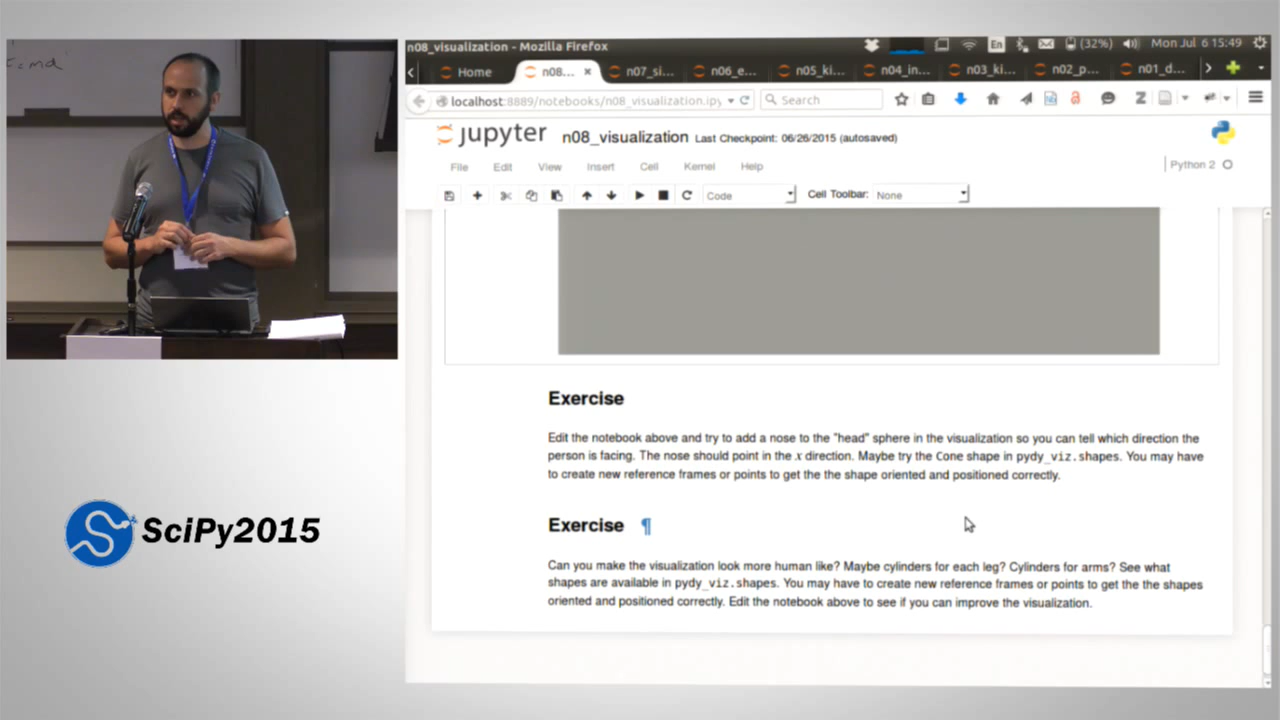 =md
n08_visualization - Mozilla Firefox
En
(32%)
Mon Jul 6 15:49
Home
n08...
n07_si...
n06_e...
n05_ki...
n04_in...
n03_ki...
n02_p...
n01_d...
localhost:8889/notebooks/n08_visualization.ipy
Search
Z
jupyter n08_visualization Last Checkpoint: 06/26/2015 (autosaved)
File Edit View Insert Cell Kernel Help
Python 2
Code
Cell Toolbar: None
Exercise
Edit the notebook above and try to add a nose to the "head" sphere in the visualization so you can tell which direction the
person is facing. The nose should point in the x direction. Maybe try the Cone shape in pydy_viz.shapes. You may have
to create new reference frames or points to get the the shape oriented and positioned correctly.
Exercise ¶
Can you make the visualization look more human like? Maybe cylinders for each leg? Cylinders for arms? See what
shapes are available in pydy_viz.shapes. You may have to create new reference frames or points to get the the shapes
oriented and positioned correctly. Edit the notebook above to see if you can improve the visualization.
SciPy2015